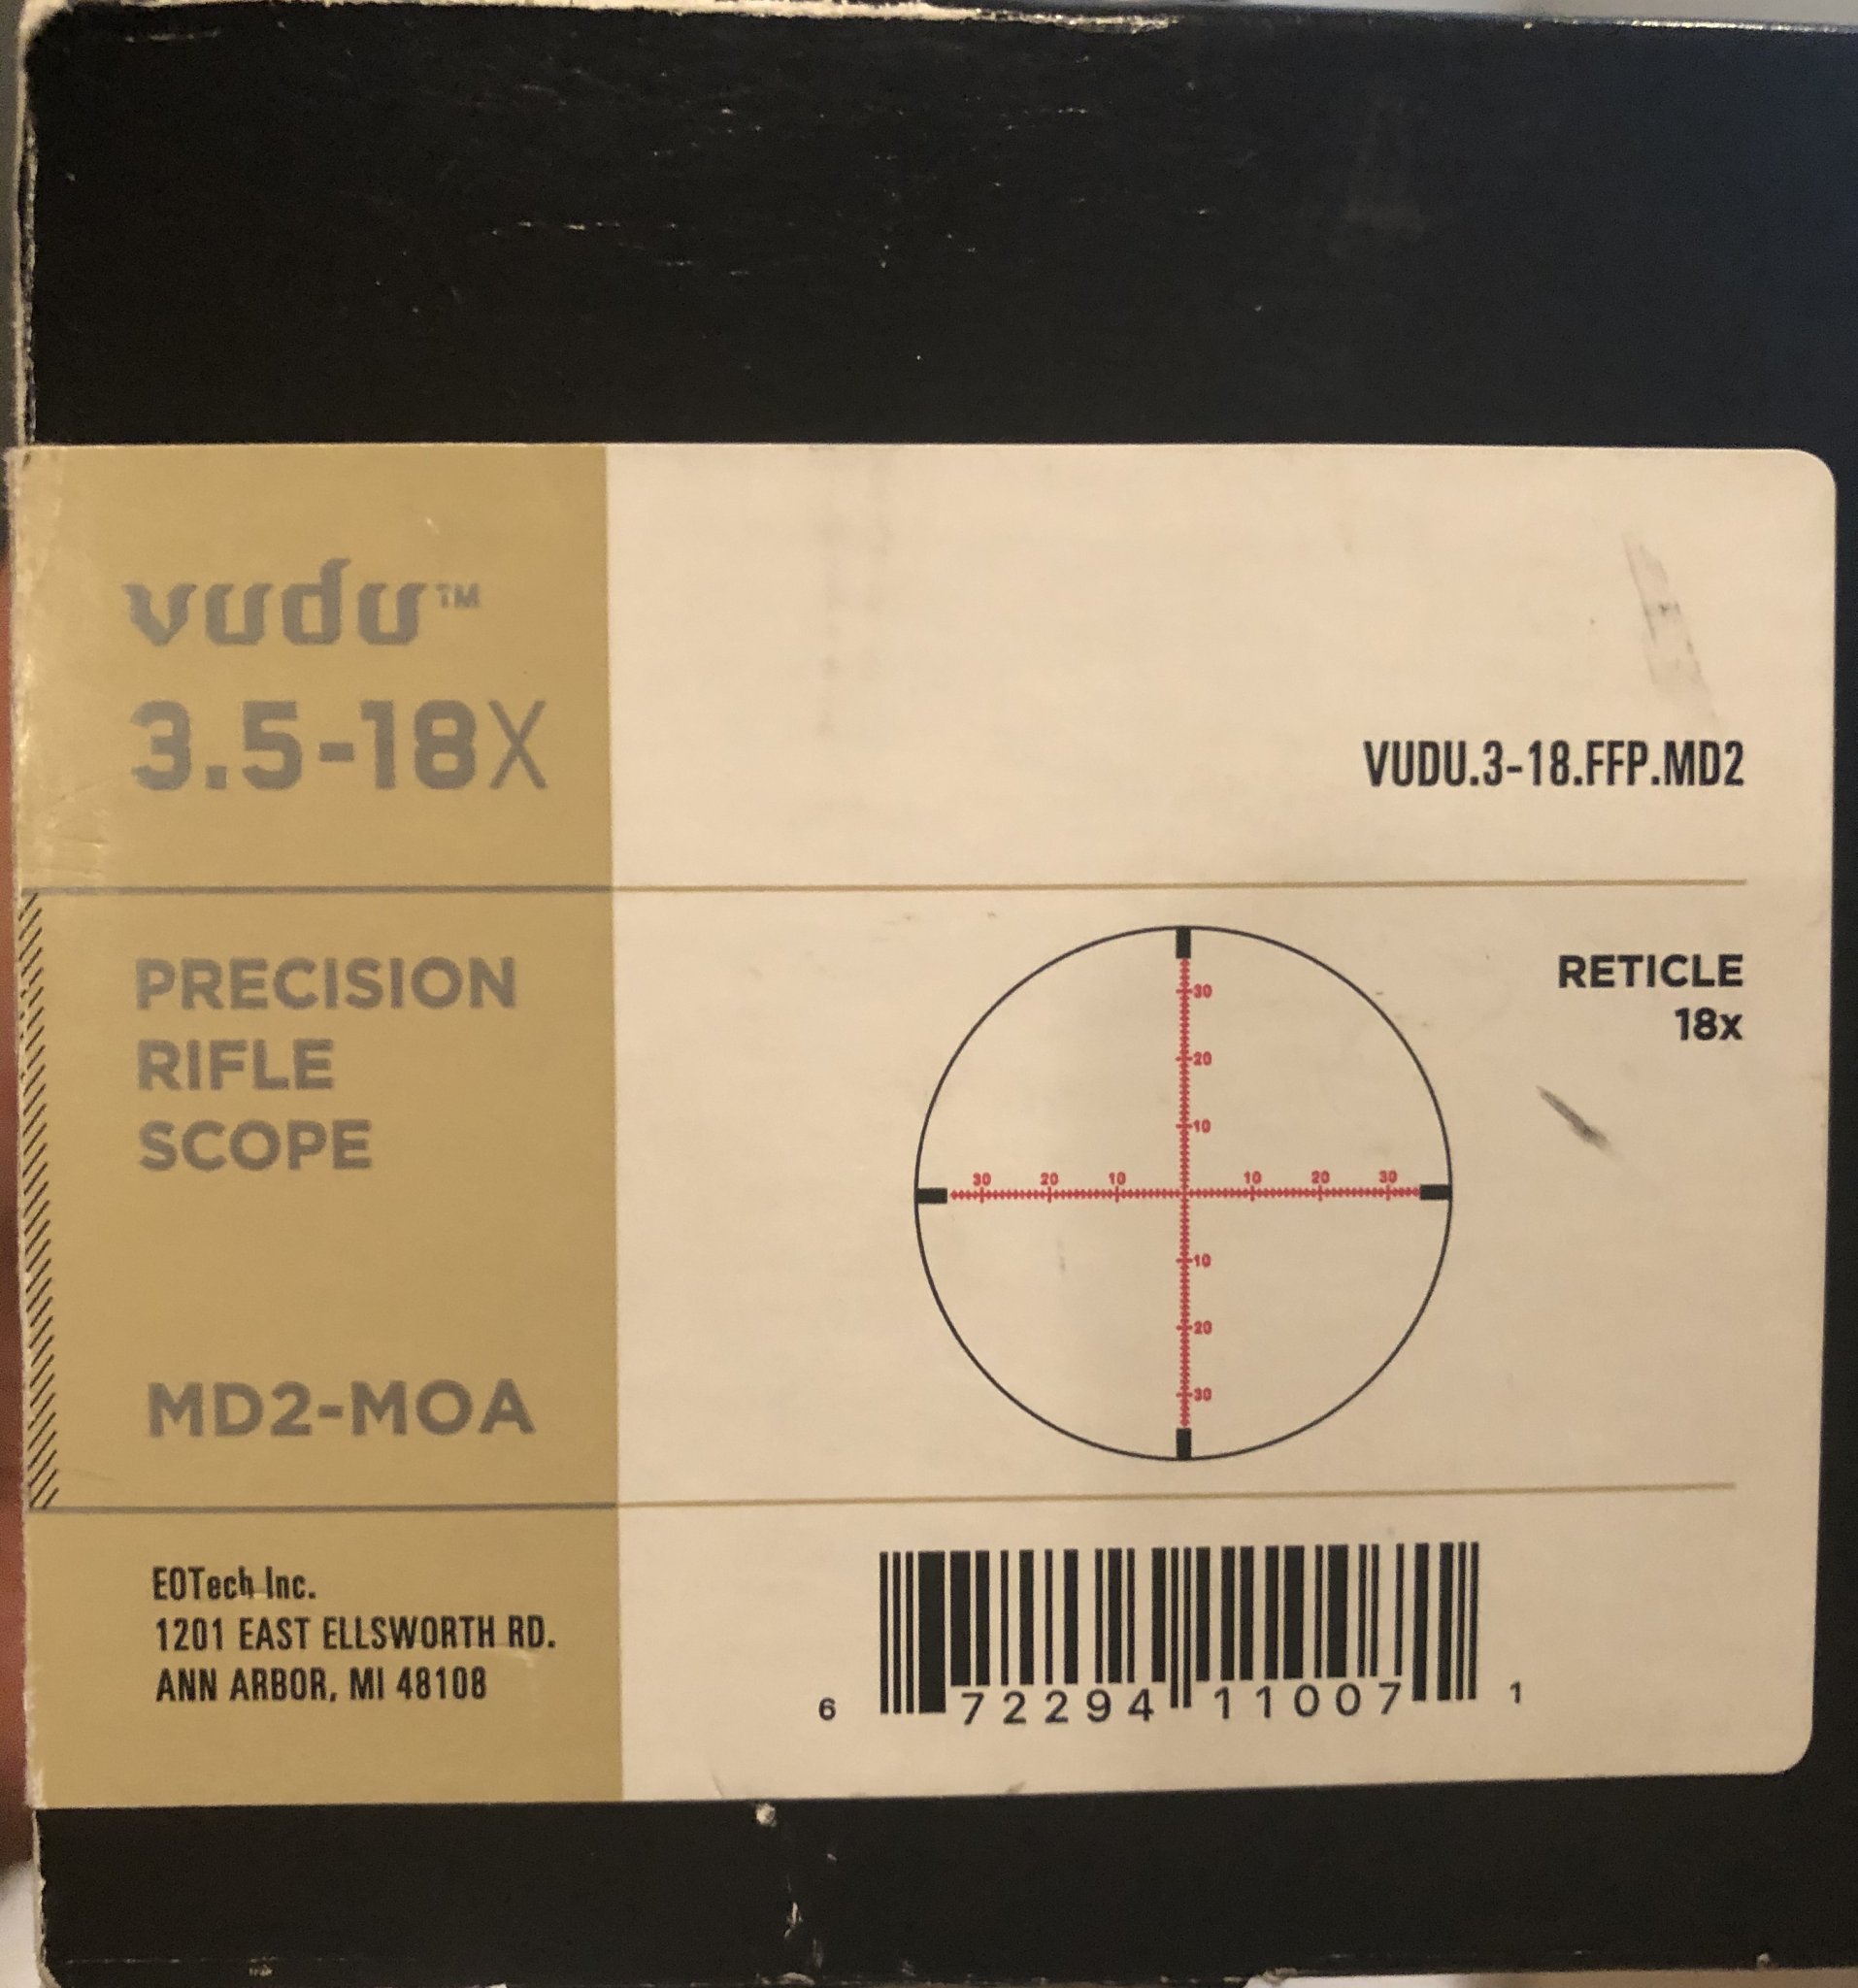 vudu™
3.5-18X
VUDU.3-18.FFP.MD2
PRECISION
RIFLE
SCOPE
MD2-MOA
RETICLE
18x
30
20
10
30 20 10 10 20 30
10
20
30
EOTech Inc.
1201 EAST ELLSWORTH RD.
ANN ARBOR, MI 48108
6 72294 11007 1